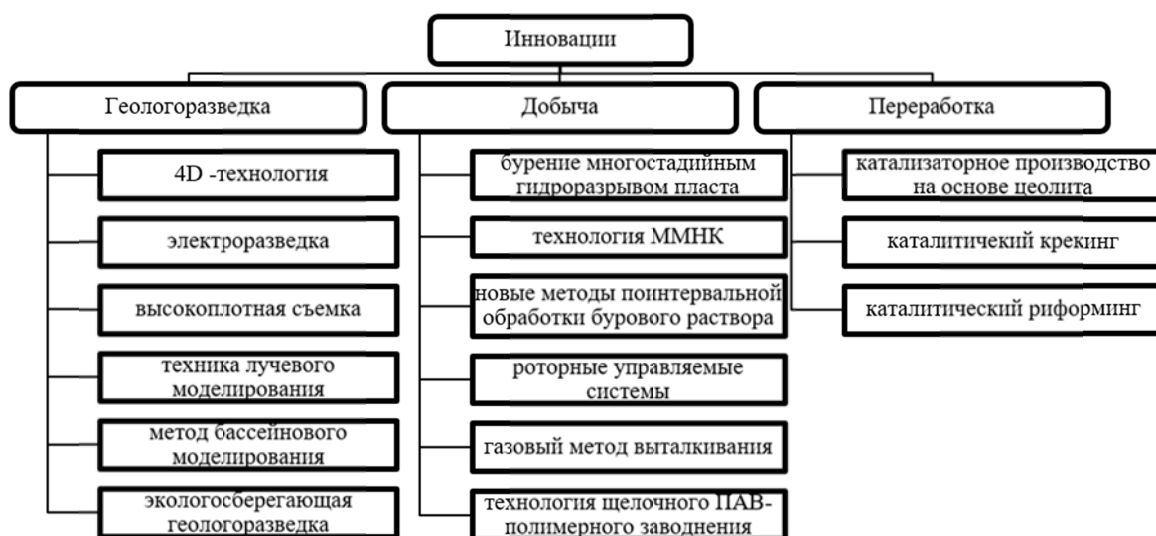 Инновации
Геологоразведка
Добыча
Переработка
4D -технология
электроразведка
высокоплотная съемка
техника лучевого
моделирования
метод бассейнового
моделирования
экологосберегающая
геологоразведка
бурение многостадийным
гидроразрывом пласта
технология ММНК
новые методы поинтервальной
обработки бурового раствора
роторные управляемые
системы
газовый метод выталкивания
технология щелочного ПАВ-
полимерного заводнения
катализаторное производство
на основе цеолита
каталитичекий крекинг
каталитический риформинг